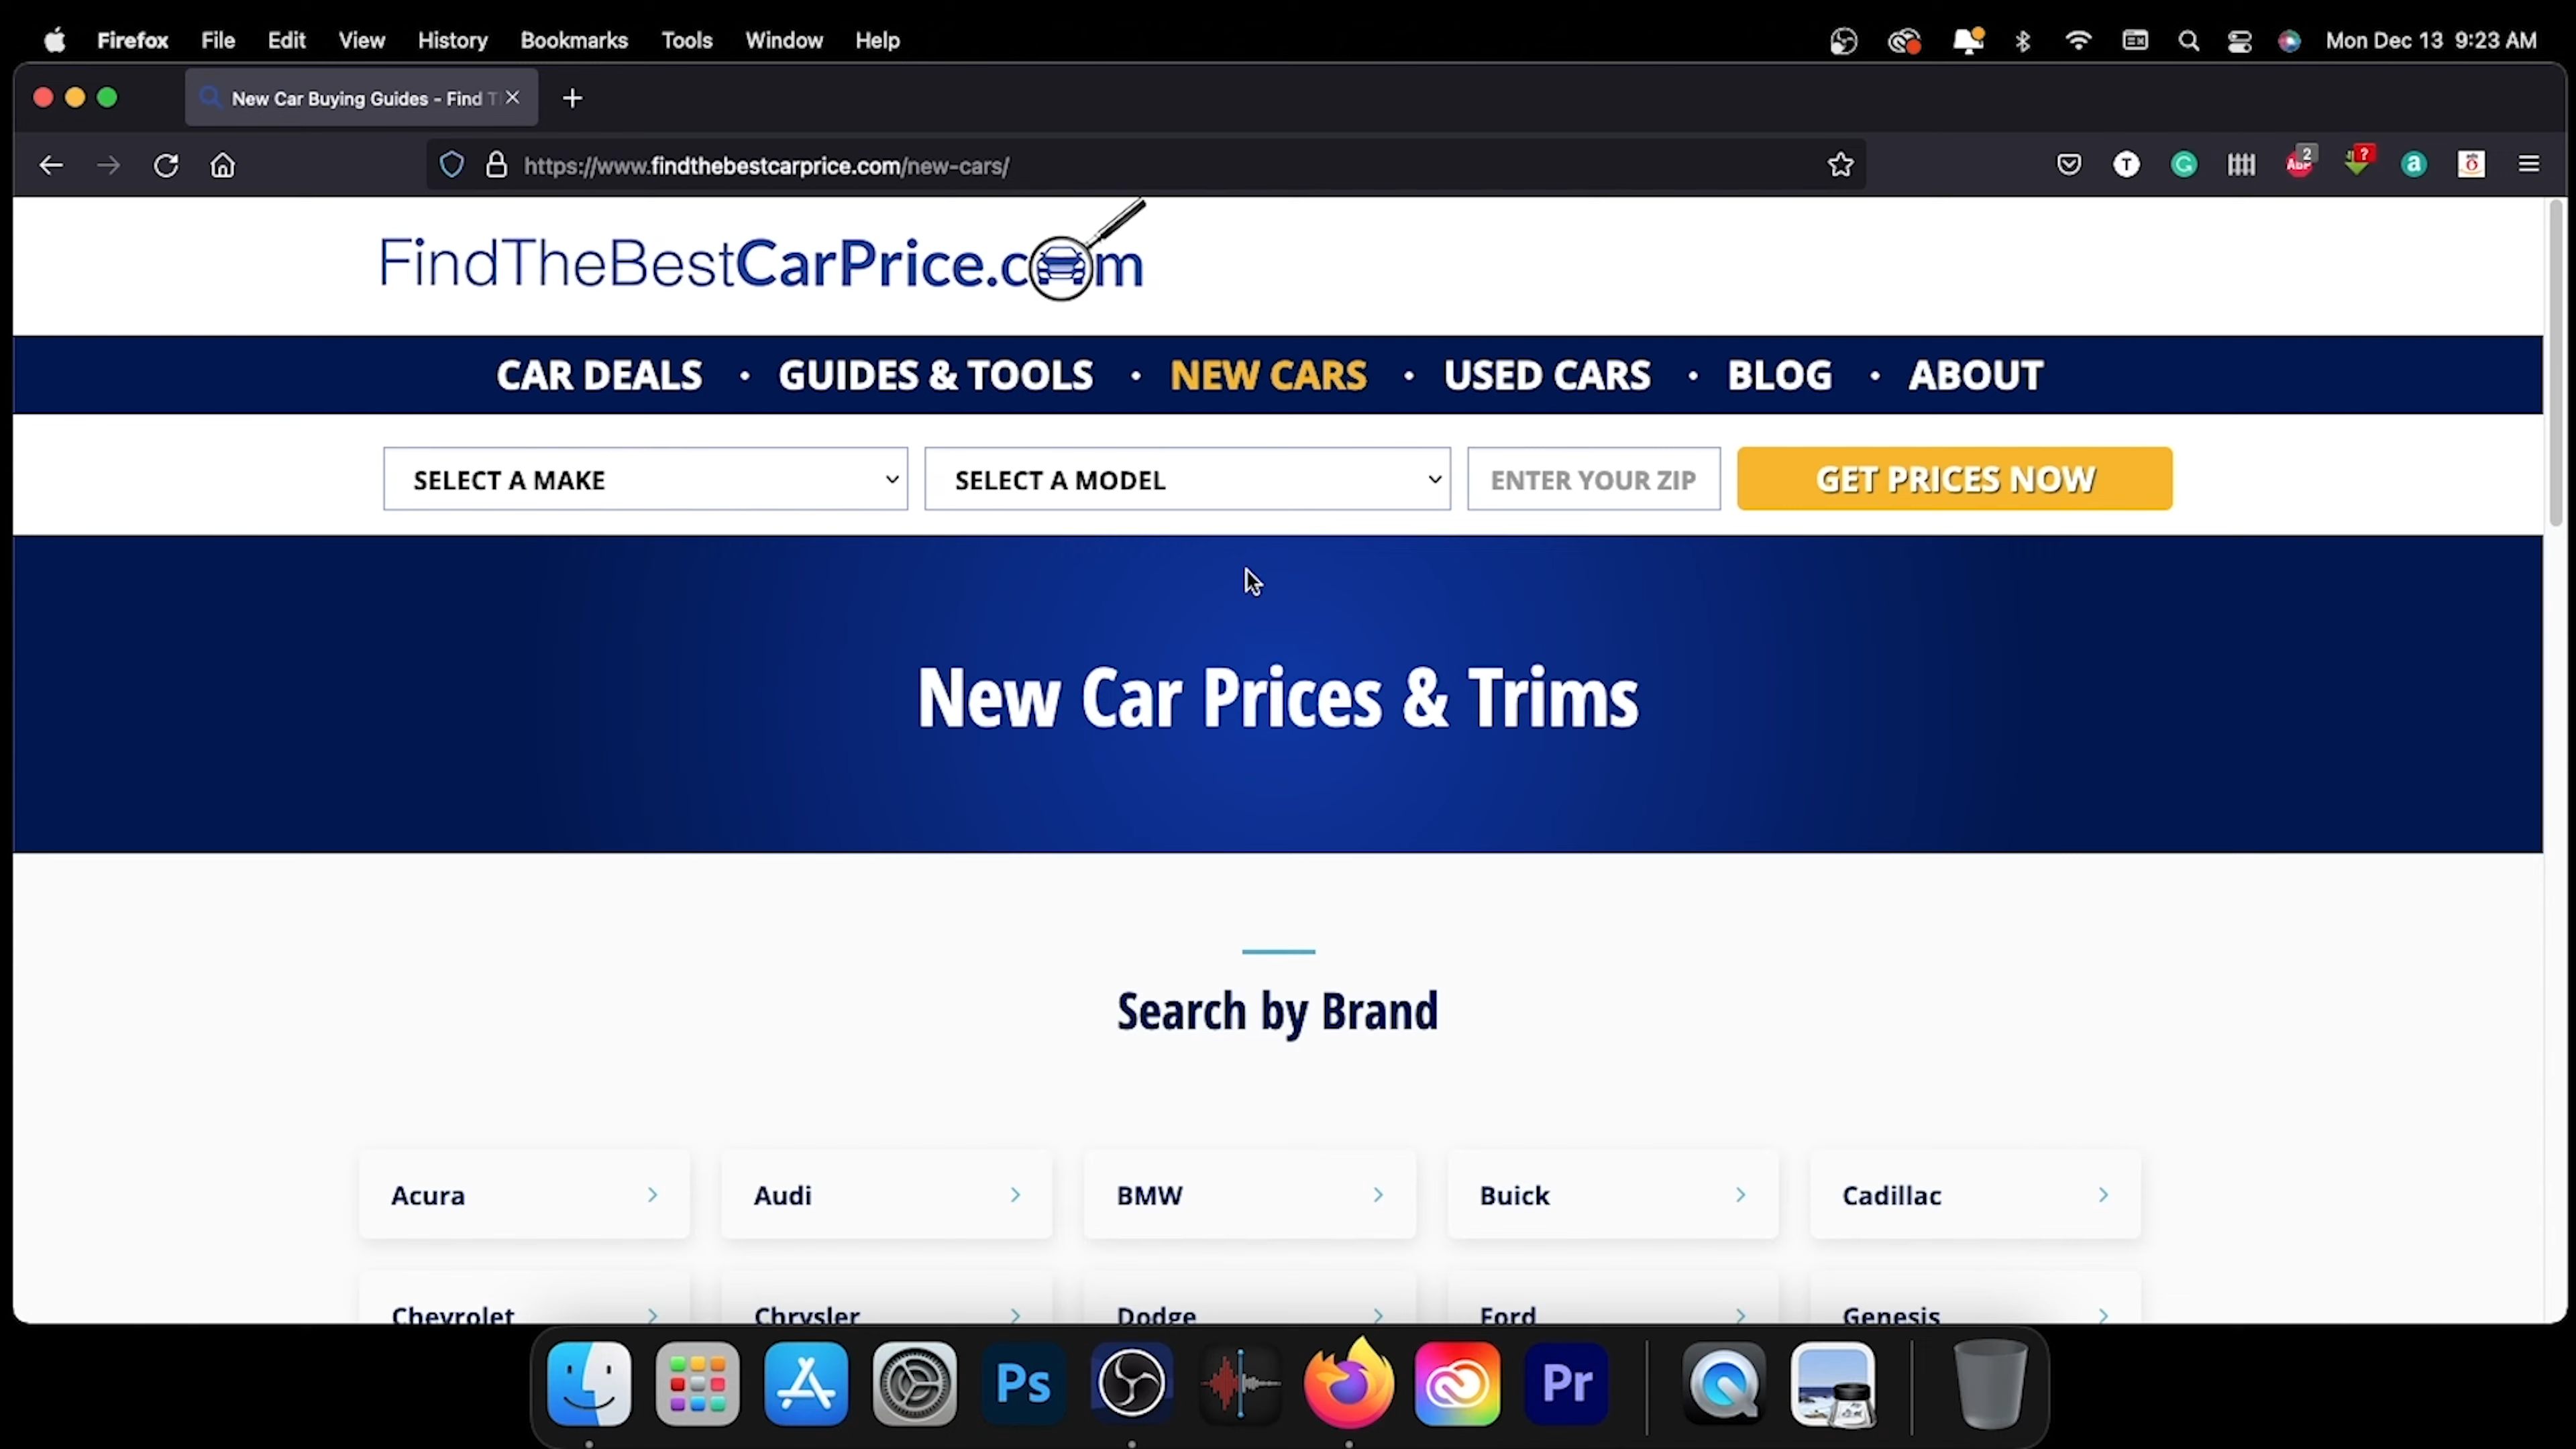 Firefox File Edit View History Bookmarks Tools Window Help Mon Dec 13 9:23 AM
New Car Buying Guides - Find T
https://www.findthebestcarprice.com/new-cars/ T G ABP 2 ? a
FindTheBestCarPrice.com
CAR DEALS • GUIDES & TOOLS • NEW CARS • USED CARS • BLOG • ABOUT
SELECT A MAKE SELECT A MODEL ENTER YOUR ZIP GET PRICES NOW
New Car Prices & Trims
Search by Brand
Acura Audi BMW Buick Cadillac
Chevrolet Chrysler Dodge Ford Genesis
Ps Pr